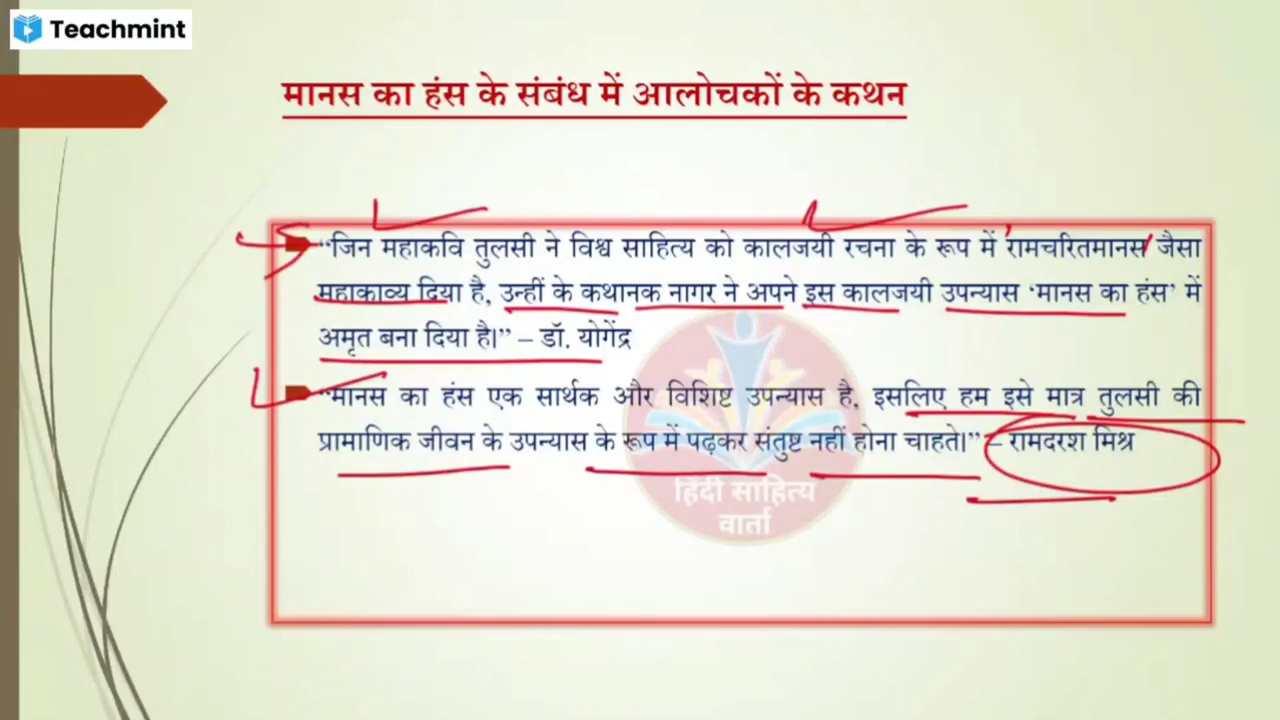 Teachmint
मानस का हंस के संबंध में आलोचकों के कथन
“जिन महाकवि तुलसी ने विश्व साहित्य को कालजयी रचना के रूप में 'रामचरितमानस' जैसा
महाकाव्य दिया है, उन्हीं के कथानक नागर ने अपने इस कालजयी उपन्यास ‘मानस का हंस’ में
अमृत बना दिया है।” – डॉ. योगेंद्र
“मानस का हंस एक सार्थक और विशिष्ट उपन्यास है, इसलिए हम इसे मात्र तुलसी की
प्रामाणिक जीवन के उपन्यास के रूप में पढ़कर संतुष्ट नहीं होना चाहते।” – रामदरश मिश्र
हिंदी साहित्य
वार्ता